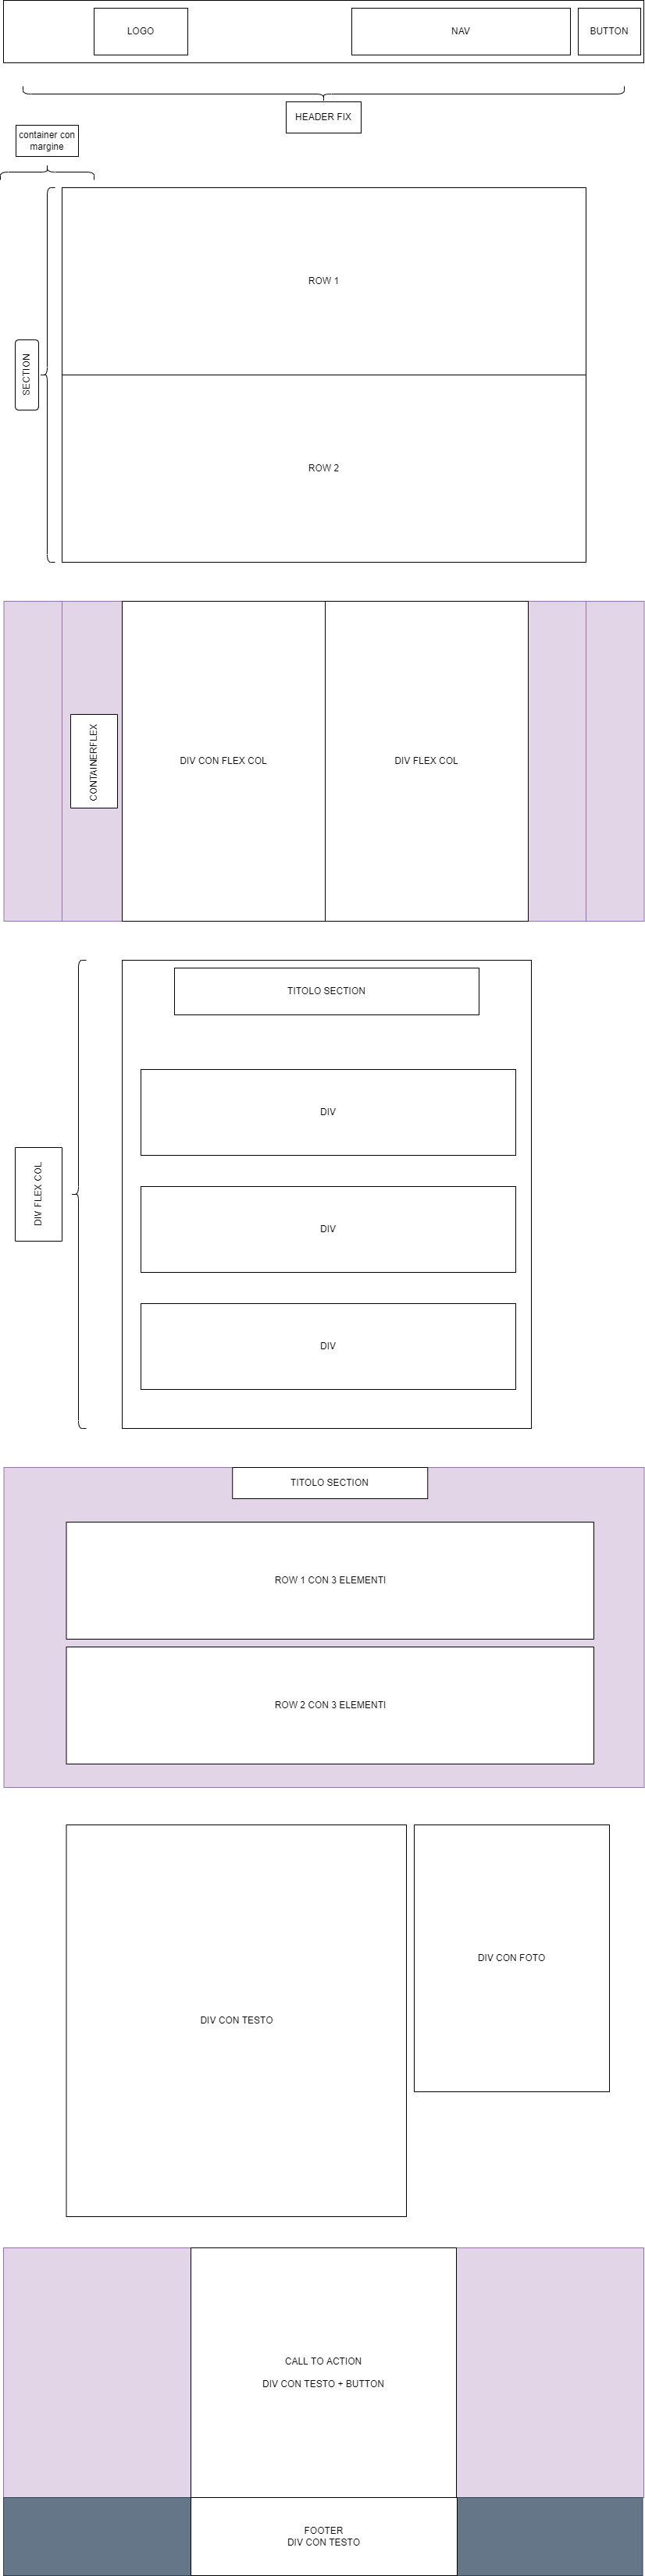 LOGO
NAV
BUTTON
HEADER FIX
container con
margine
ROW 1
SECTION
ROW 2
CONTAINERFLEX
DIV CON FLEX COL
DIV FLEX COL
TITOLO SECTION
DIV
DIV FLEX COL
DIV
DIV
TITOLO SECTION
ROW 1 CON 3 ELEMENTI
ROW 2 CON 3 ELEMENTI
DIV CON TESTO
DIV CON FOTO
CALL TO ACTION
DIV CON TESTO + BUTTON
FOOTER
DIV CON TESTO